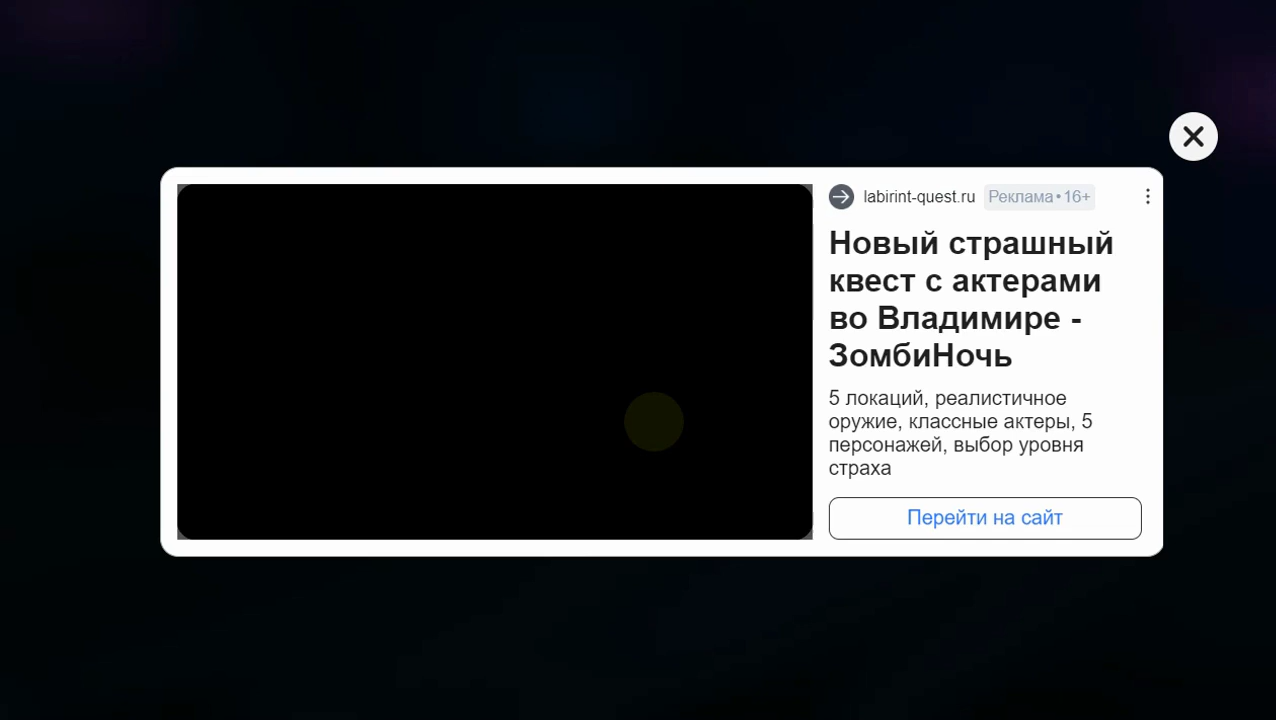 labirint-quest.ru Реклама • 16+
Новый страшный
квест с актерами
во Владимире -
ЗомбиНочь
5 локаций, реалистичное
оружие, классные актеры, 5
персонажей, выбор уровня
страха
Перейти на сайт